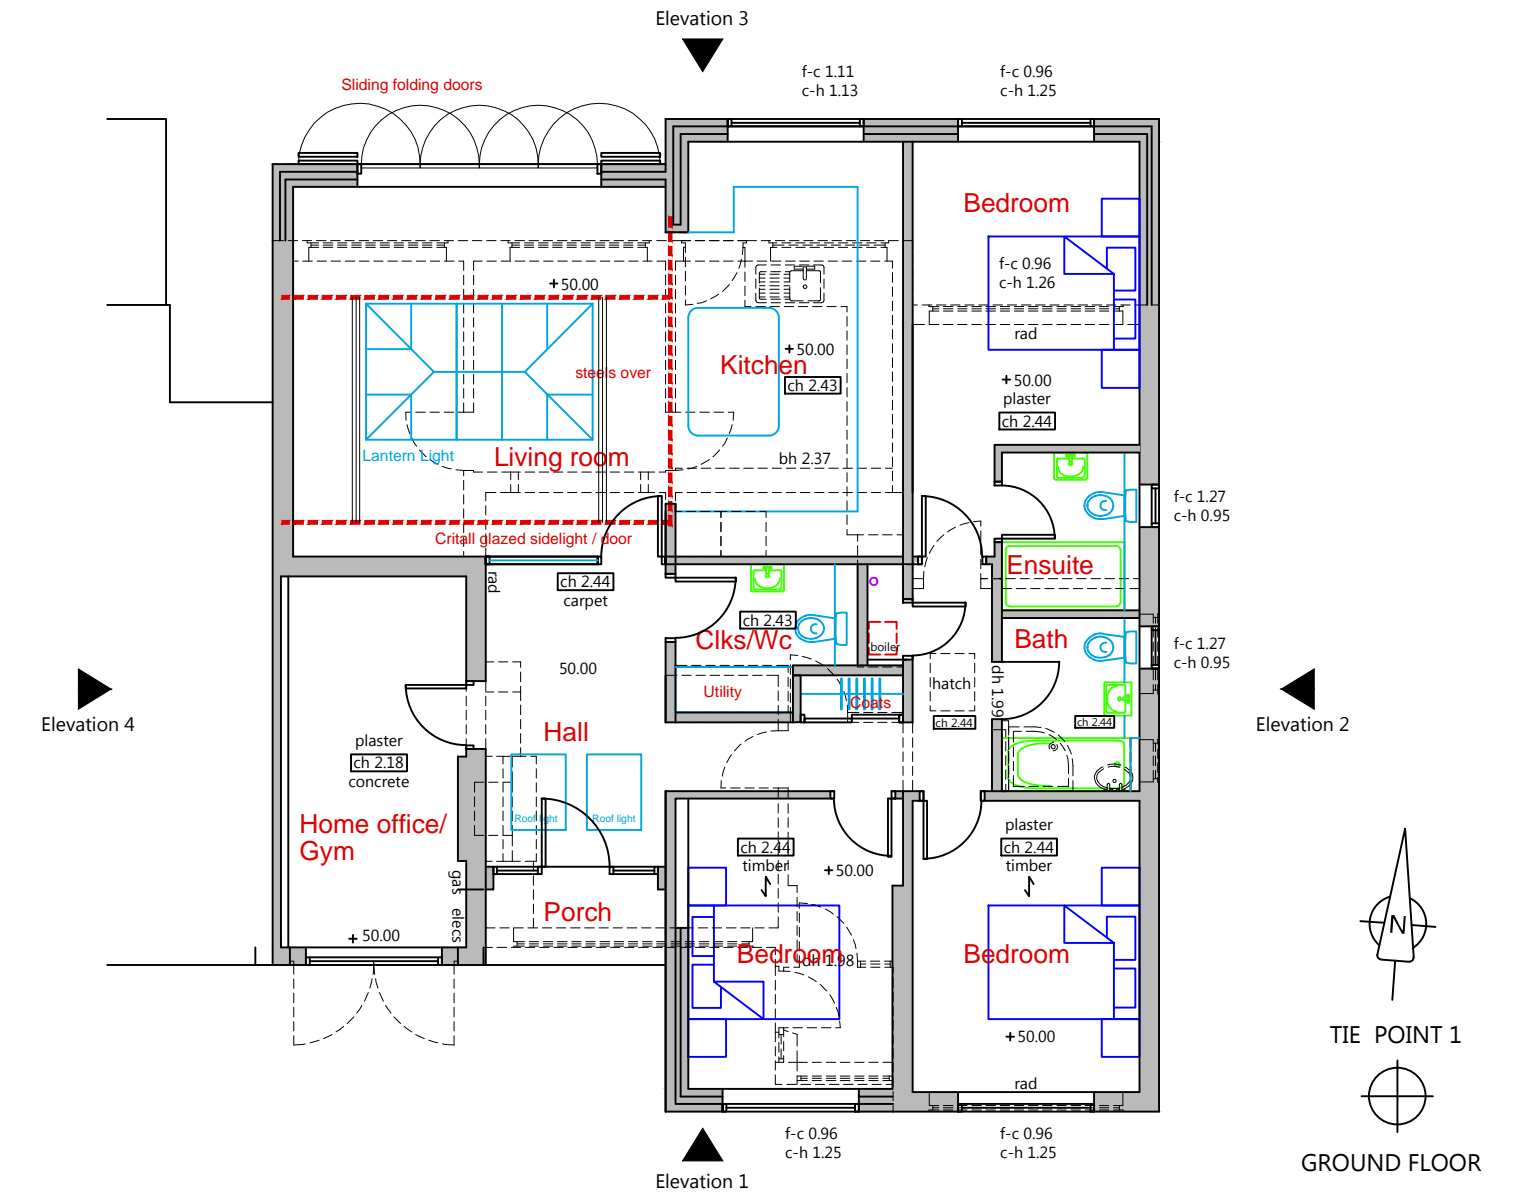 Elevation 3
f-c 1.11
c-h 1.13
f-c 0.96
c-h 1.25
Sliding folding doors
Bedroom
f-c 0.96
c-h 1.26
+50.00
rad
+50.00
Kitchen
ch 2.43
steels over
+50.00
plaster
ch 2.44
Lantern Light
Living room
bh 2.37
f-c 1.27
c-h 0.95
Critall glazed sidelight / door
Ensuite
rad
ch 2.44
carpet
ch 2.43
Clks/Wc
boiler
Bath
f-c 1.27
c-h 0.95
50.00
hatch
dh 1.99
Utility
Coats
ch 2.44
ch 2.44
Elevation 4
Elevation 2
Hall
plaster
ch 2.18
concrete
Roof light
Roof light
Home office/
Gym
plaster
ch 2.44
timber
ch 2.44
timber
+50.00
gas
elecs
Porch
+ 50.00
Bedroom
dh 1.98
Bedroom
N
+50.00
TIE POINT 1
rad
f-c 0.96
c-h 1.25
f-c 0.96
c-h 1.25
GROUND FLOOR
Elevation 1